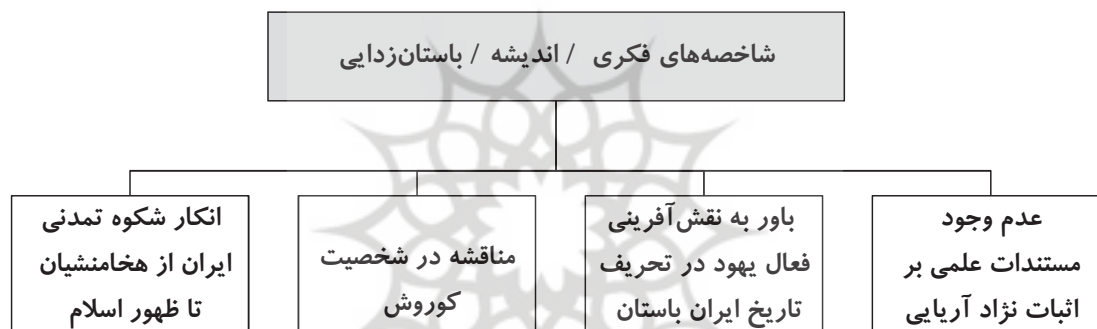 شاخصه‌های فکری / اندیشه / باستان‌زدایی
عدم وجود
مستندات علمی بر
اثبات نژاد آریایی
باور به نقش‌آفرینی
فعال یهود در تحریف
تاریخ ایران باستان
مناقشه در شخصیت
کوروش
انکار شکوه تمدنی
ایران از هخامنشیان
تا ظهور اسلام